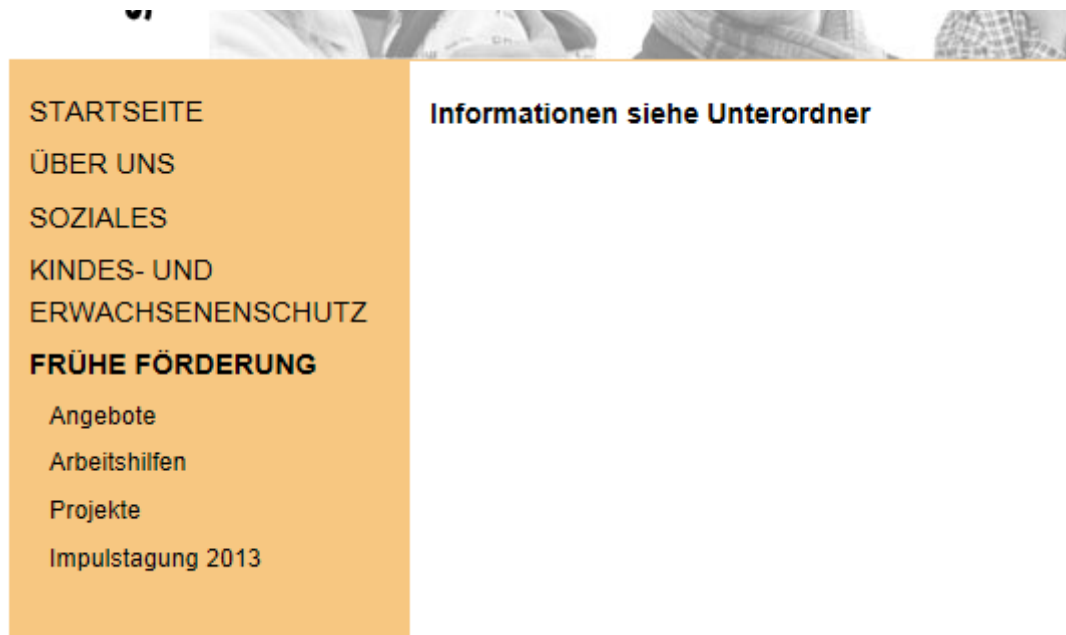 STARTSEITE
ÜBER UNS
SOZIALES
KINDES- UND
ERWACHSENENSCHUTZ
FRÜHE FÖRDERUNG
Angebote
Arbeitshilfen
Projekte
Impulstagung 2013
Informationen siehe Unterordner